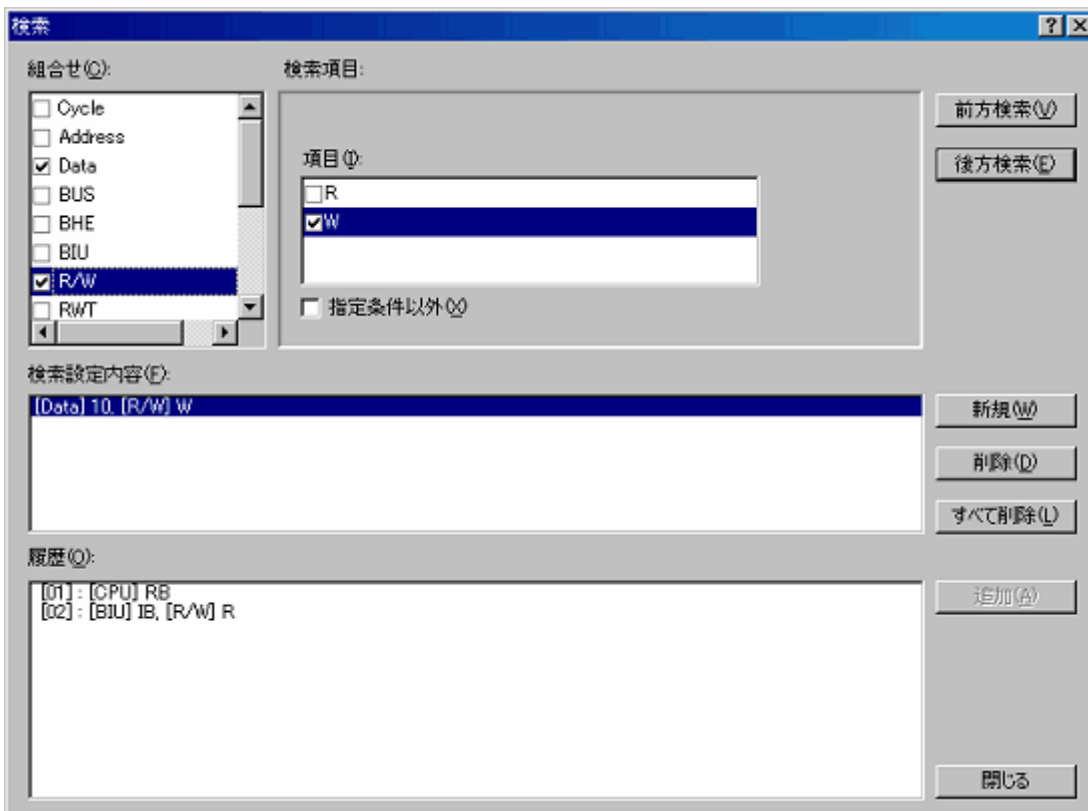 検索
組合せ(C):
Cycle
Address
Data
BUS
BHE
BIU
R/W
RWT
検索項目:
項目(I):
R
W
指定条件以外(X)
前方検索(V)
後方検索(E)
検索設定内容(F):
[Data] 10, [R/W] W
新規(W)
削除(D)
すべて削除(L)
履歴(O):
[01] : [CPU] RB
[02] : [BIU] IB, [R/W] R
追加(A)
閉じる